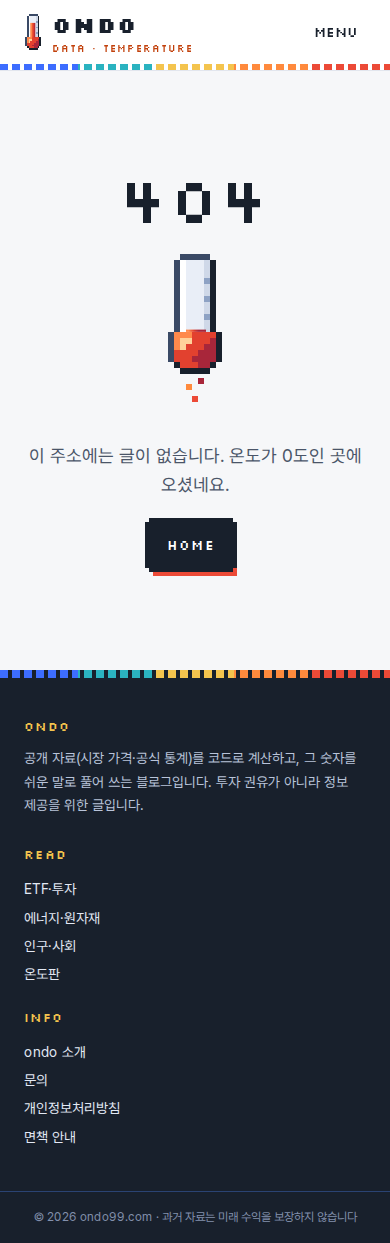 ONDO
DATA · TEMPERATURE
MENU
404
이 주소에는 글이 없습니다. 온도가 0도인 곳에
오셨네요.
HOME
ONDO
공개 자료(시장 가격·공식 통계)를 코드로 계산하고, 그 숫자를
쉬운 말로 풀어 쓰는 블로그입니다. 투자 권유가 아니라 정보
제공을 위한 글입니다.
READ
ETF·투자
에너지·원자재
인구·사회
온도판
INFO
ondo 소개
문의
개인정보처리방침
면책 안내
© 2026 ondo99.com · 과거 자료는 미래 수익을 보장하지 않습니다